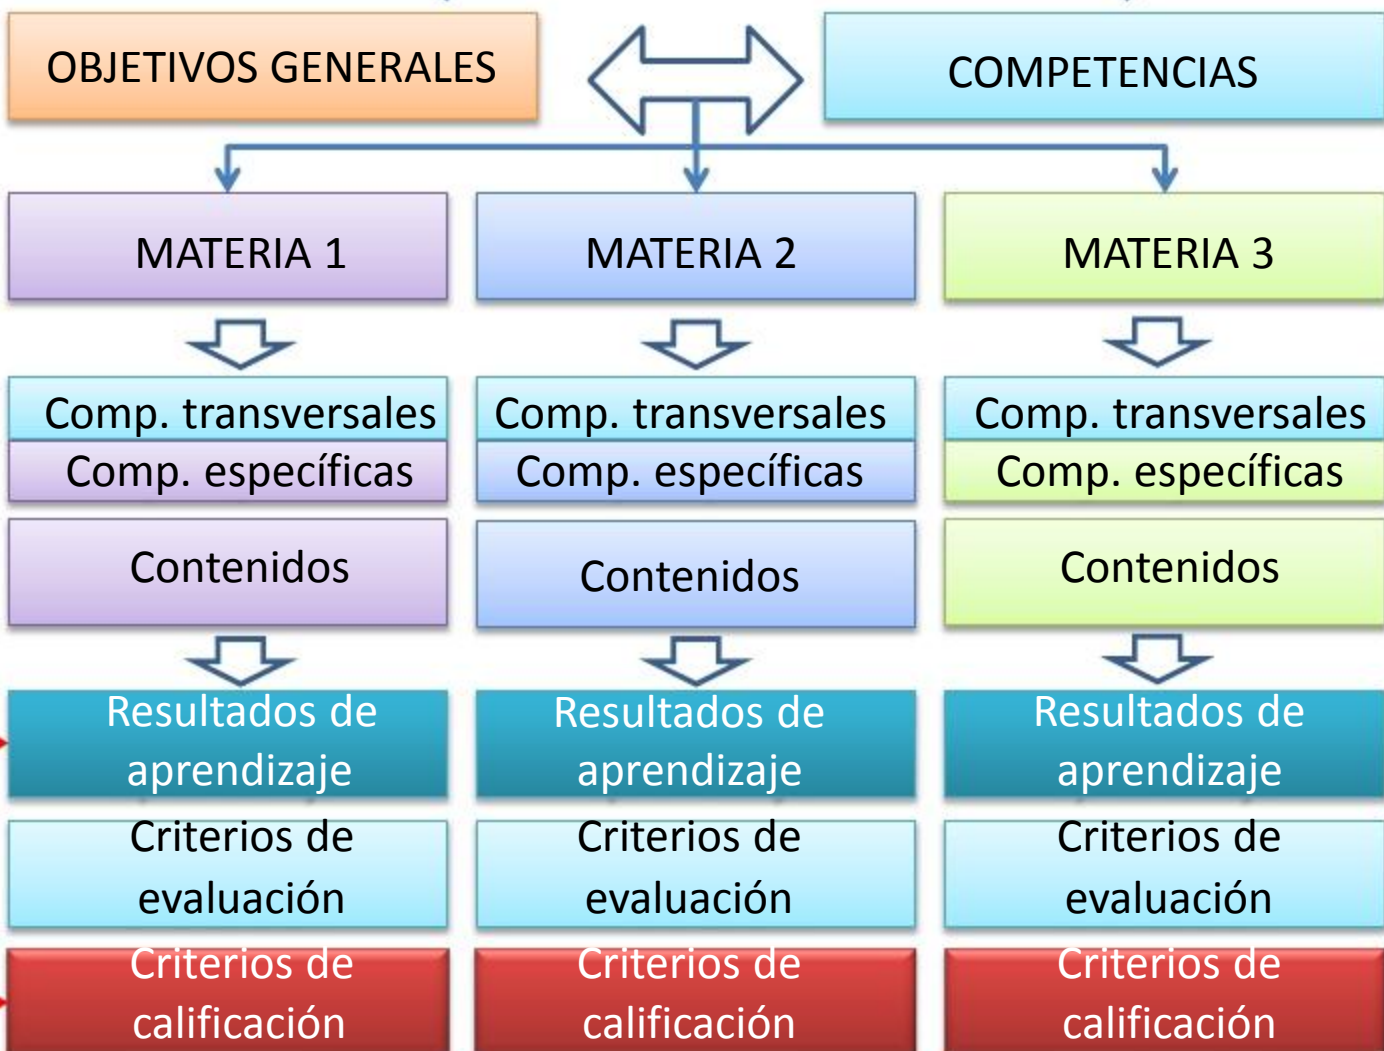 OBJETIVOS GENERALES
COMPETENCIAS
MATERIA 1
MATERIA 2
MATERIA 3
Comp. transversales
Comp. específicas
Contenidos
Comp. transversales
Comp. específicas
Contenidos
Comp. transversales
Comp. específicas
Contenidos
Resultados de
aprendizaje
Resultados de
aprendizaje
Resultados de
aprendizaje
Criterios de
evaluación
Criterios de
evaluación
Criterios de
evaluación
Criterios de
calificación
Criterios de
calificación
Criterios de
calificación